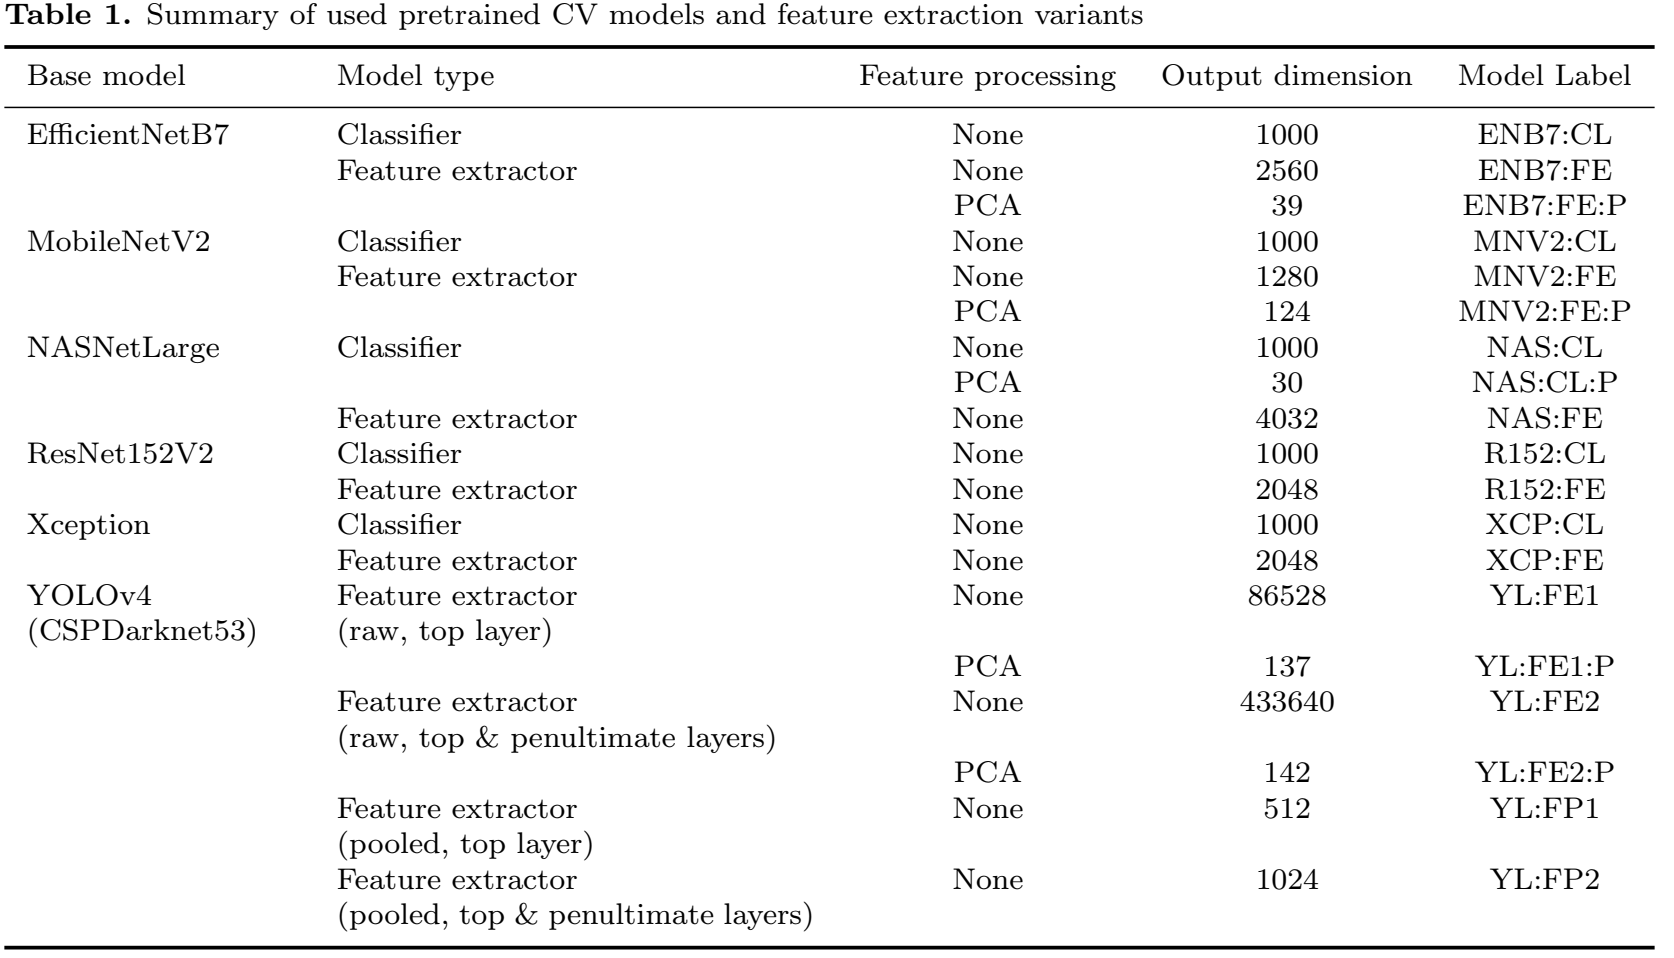 Table 1. Summary of used pretrained CV models and feature extraction variants
Base model Model type Feature processing Output dimension Model Label
EfficientNetB7 Classifier None 1000 ENB7:CL
Feature extractor None 2560 ENB7:FE
PCA 39 ENB7:FE:P
MobileNetV2 Classifier None 1000 MNV2:CL
Feature extractor None 1280 MNV2:FE
PCA 124 MNV2:FE:P
NASNetLarge Classifier None 1000 NAS:CL
PCA 30 NAS:CL:P
Feature extractor None 4032 NAS:FE
ResNet152V2 Classifier None 1000 R152:CL
Feature extractor None 2048 R152:FE
Xception Classifier None 1000 XCP:CL
Feature extractor None 2048 XCP:FE
YOLOv4 Feature extractor None 86528 YL:FE1
(CSPDarknet53) (raw, top layer)
PCA 137 YL:FE1:P
Feature extractor None 433640 YL:FE2
(raw, top & penultimate layers)
PCA 142 YL:FE2:P
Feature extractor None 512 YL:FP1
(pooled, top layer)
Feature extractor None 1024 YL:FP2
(pooled, top & penultimate layers)